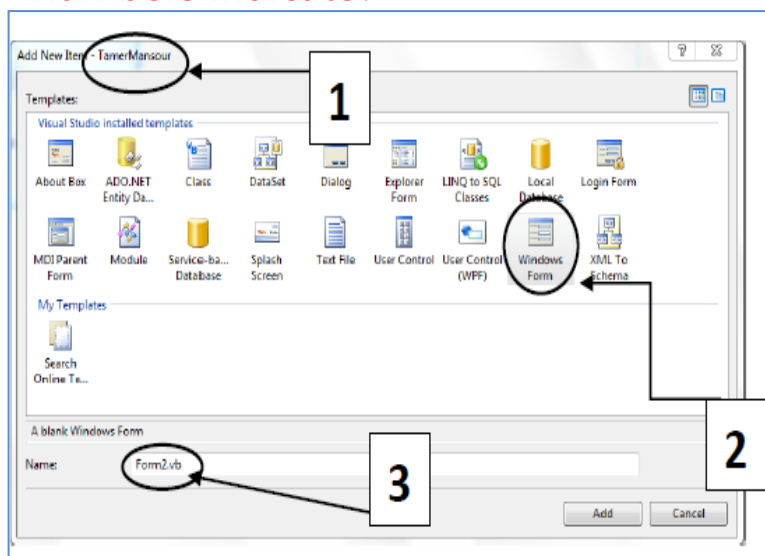 Add New Item - TamerMansour
1
Templates:
Visual Studio installed templates
About Box
ADO.NET Entity Da...
Class
DataSet
Dialog
Explorer Form
LINQ to SQL Classes
Local Database
Login Form
MDI Parent Form
Module
Service-ba... Database
Splash Screen
Text File
User Control
User Control (WPF)
Windows Form
XML To Schema
My Templates
Search Online Te...
2
A blank Windows Form
Name:
Form2.vb
3
Add
Cancel